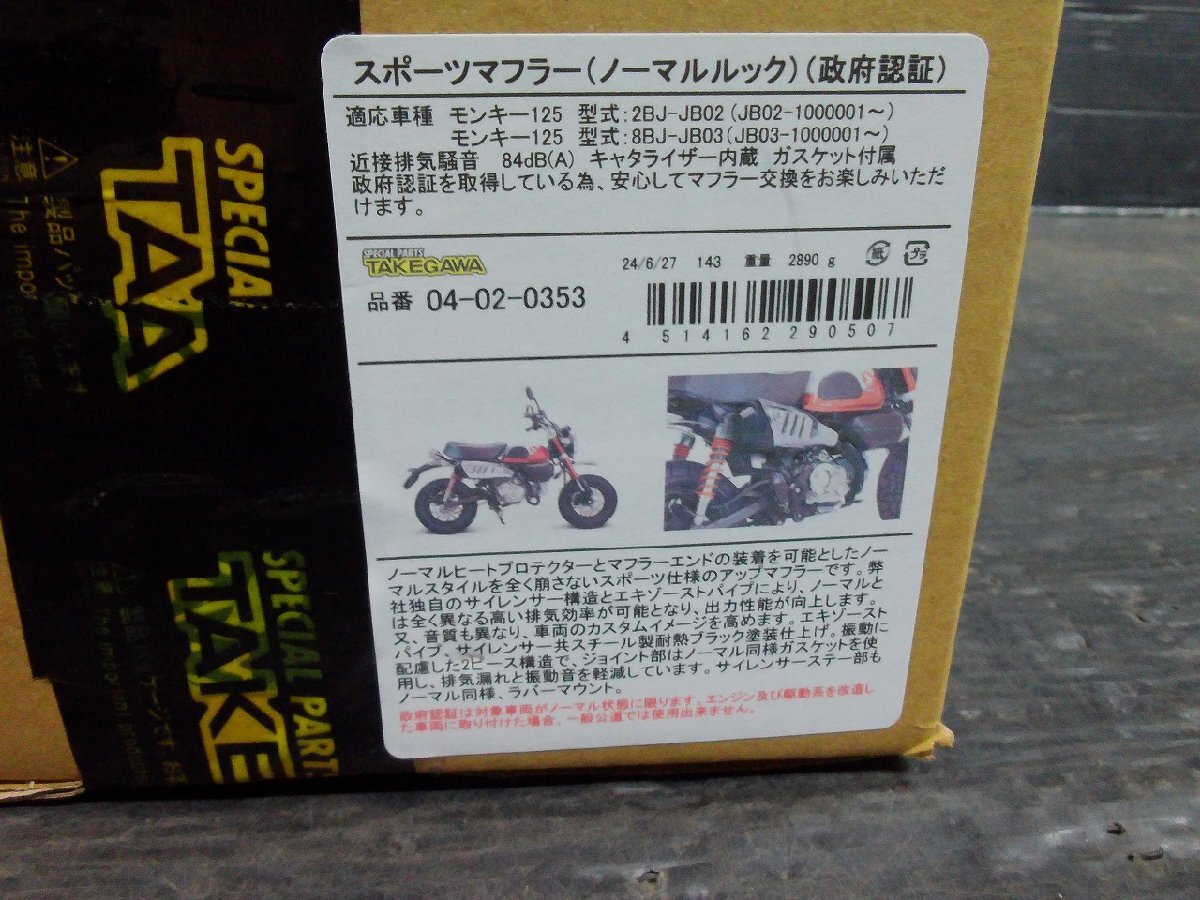 スポーツマフラー(ノーマルルック)(政府認証)
適応車種 モンキー125 型式:2BJ-JB02(JB02-1000001～)
モンキー125 型式:8BJ-JB03(JB03-1000001～)
近接排気騒音 84dB(A) キャタライザー内蔵 ガスケット付属
政府認証を取得している為、安心してマフラー交換をお楽しみいただ
けます。
SPECIAL PARTS
TAKEGAWA
24/6/27 143 重量 2890 g
紙
プラ
品番 04-02-0353
4 514162 290507
ノーマルヒートプロテクターとマフラーエンドの装着を可能としたノー
マルスタイルを全く崩さないスポーツ仕様のアップマフラーです。弊
社独自のサイレンサー構造とエキゾーストパイプにより、ノーマルと
は全く異なる高い排気効率が可能となり、出力性能が向上します。
又、音質も異なり、車両のカスタムイメージを高めます。エキゾースト
パイプ、サイレンサー共スチール製耐熱ブラック塗装仕上げ。振動に
配慮した2ピース構造で、ジョイント部はノーマル同様ガスケットを使
用し、排気漏れと振動音を軽減しています。サイレンサーステー部も
ノーマル同様、ラバーマウント。
政府認証は対象車両がノーマル状態に限ります。エンジン及び駆動系を改造し
た車両に取り付けた場合、一般公道では使用出来ません。
SPECIA
TAA
注意
The impor
SPECIAL PARTS
TAKE